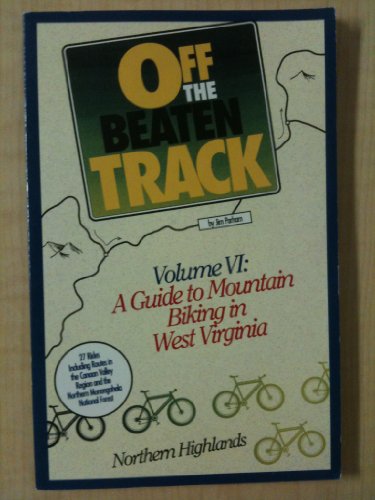 OFF
THE
BEATEN
TRACK
by Jim Parham
Volume VI:
A Guide to Mountain
Biking in
West Virginia
27 Rides
Including Routes in
the Canaan Valley
Region and the
Northern Monongahela
National Forest
Northern Highlands